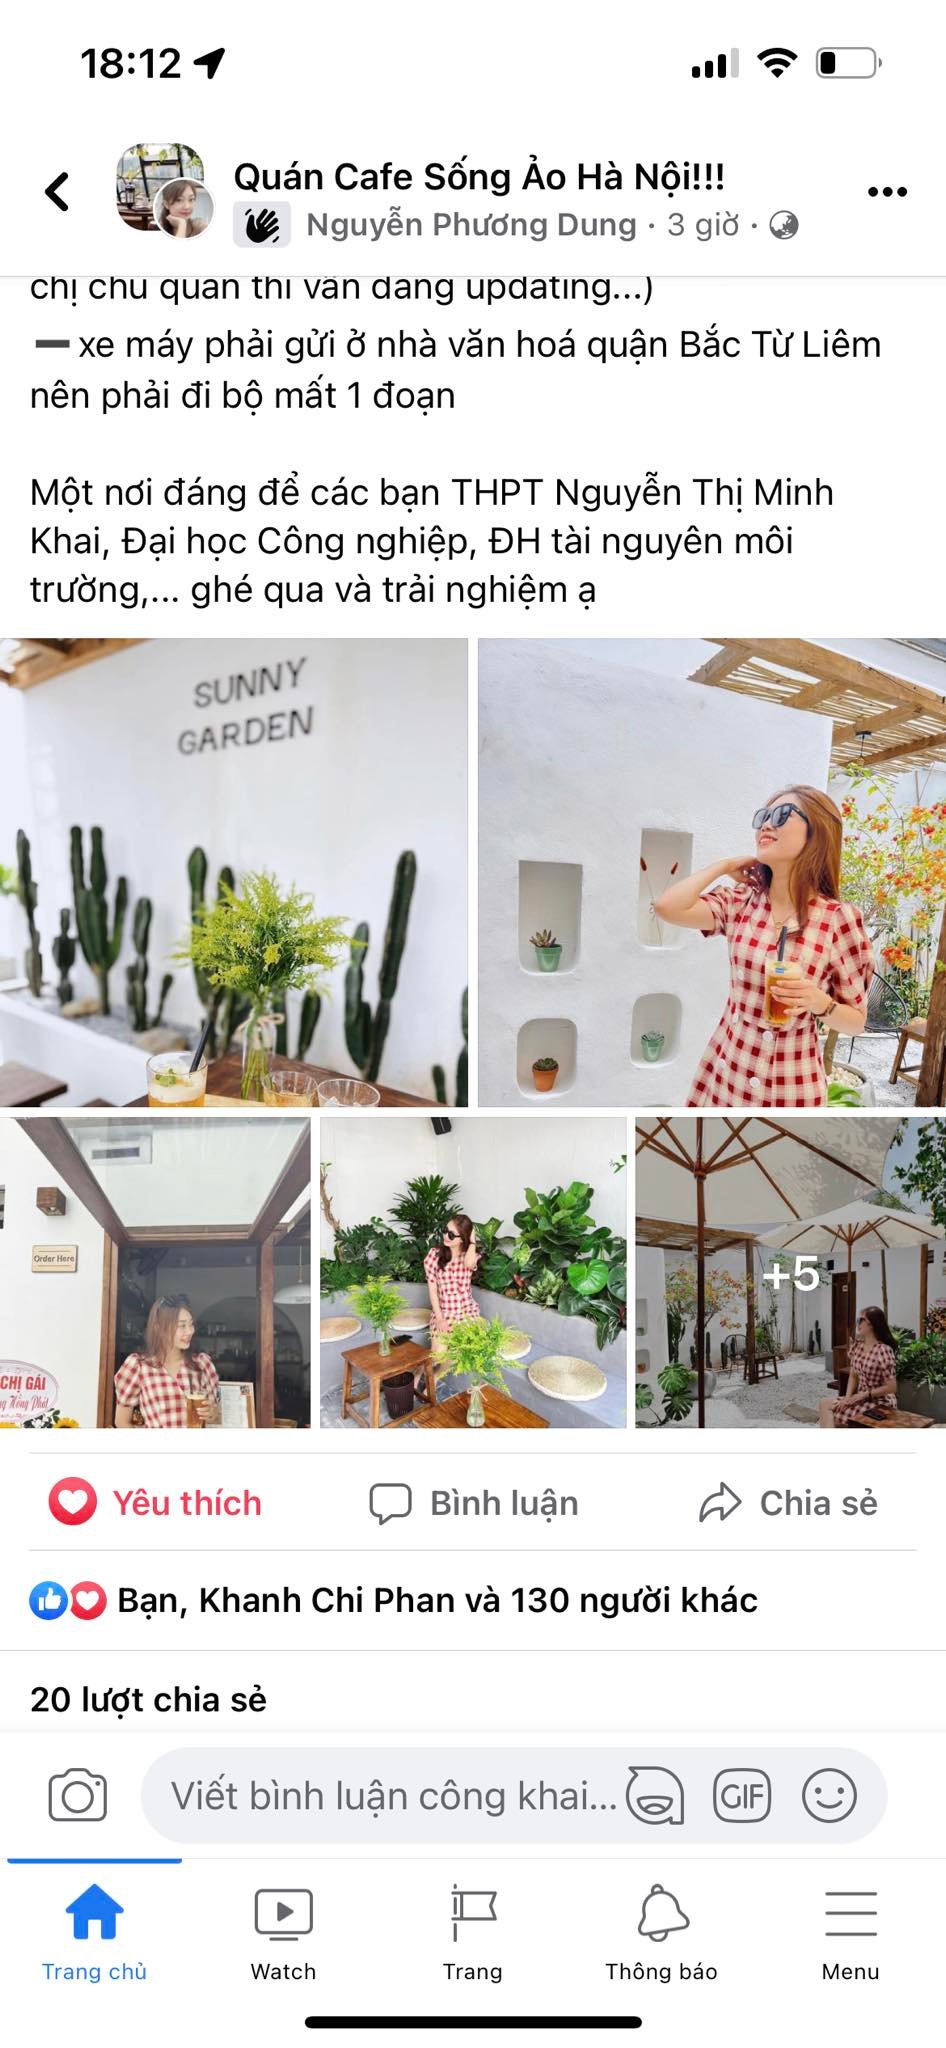 18:12
Quán Cafe Sống Ảo Hà Nội!!!
Nguyễn Phương Dung · 3 giờ ·
chị chủ quán thì vẫn đang updating...)
➖xe máy phải gửi ở nhà văn hoá quận Bắc Từ Liêm
nên phải đi bộ mất 1 đoạn
Một nơi đáng để các bạn THPT Nguyễn Thị Minh
Khai, Đại học Công nghiệp, ĐH tài nguyên môi
trường,... ghé qua và trải nghiệm ạ
SUNNY
GARDEN
Order Here
CHỊ GÁI
Hồng Phát
+5
Yêu thích
Bình luận
Chia sẻ
Bạn, Khanh Chi Phan và 130 người khác
20 lượt chia sẻ
Viết bình luận công khai...
GIF
Trang chủ
Watch
Trang
Thông báo
Menu